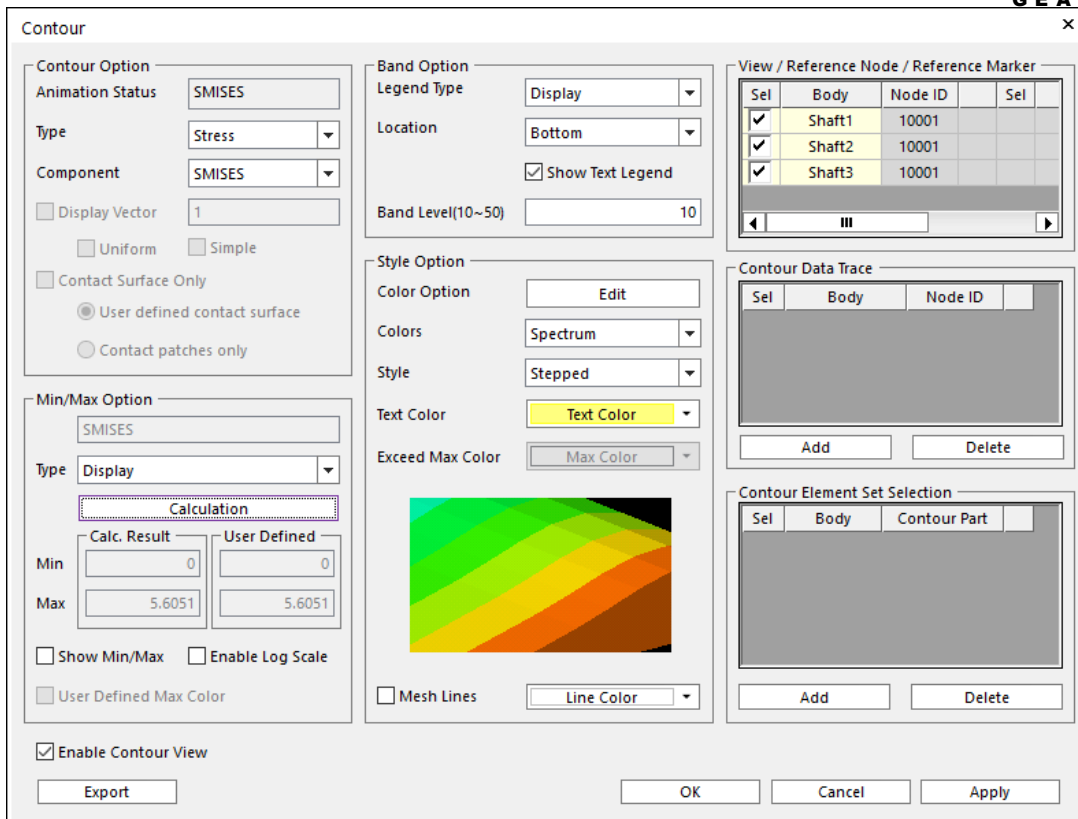 GEA
Contour
Contour Option
Animation Status SMISES
Type Stress
Component SMISES
Display Vector 1
Uniform Simple
Contact Surface Only
User defined contact surface
Contact patches only
Min/Max Option
SMISES
Type Display
Calculation
Calc. Result User Defined
Min 0 0
Max 5.6051 5.6051
Show Min/Max Enable Log Scale
User Defined Max Color
Enable Contour View
Export
Band Option
Legend Type Display
Location Bottom
Show Text Legend
Band Level(10~50) 10
Style Option
Color Option Edit
Colors Spectrum
Style Stepped
Text Color Text Color
Exceed Max Color Max Color
Mesh Lines Line Color
View / Reference Node / Reference Marker
Sel Body Node ID Sel
Shaft1 10001
Shaft2 10001
Shaft3 10001
Contour Data Trace
Sel Body Node ID
Add Delete
Contour Element Set Selection
Sel Body Contour Part
Add Delete
OK Cancel Apply